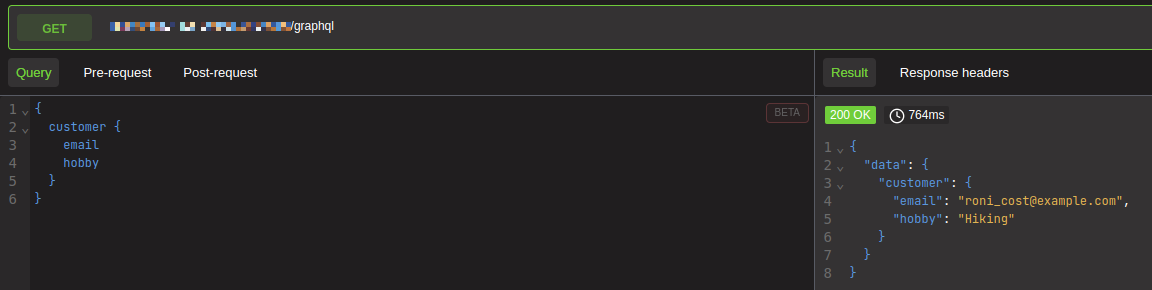 GET /graphql
Query Pre-request Post-request
Result Response headers
1 {
2 customer {
3 email
4 hobby
5 }
6 }
BETA
200 OK 764ms
1 {
2 "data": {
3 "customer": {
4 "email": "roni_cost@example.com",
5 "hobby": "Hiking"
6 }
7 }
8 }